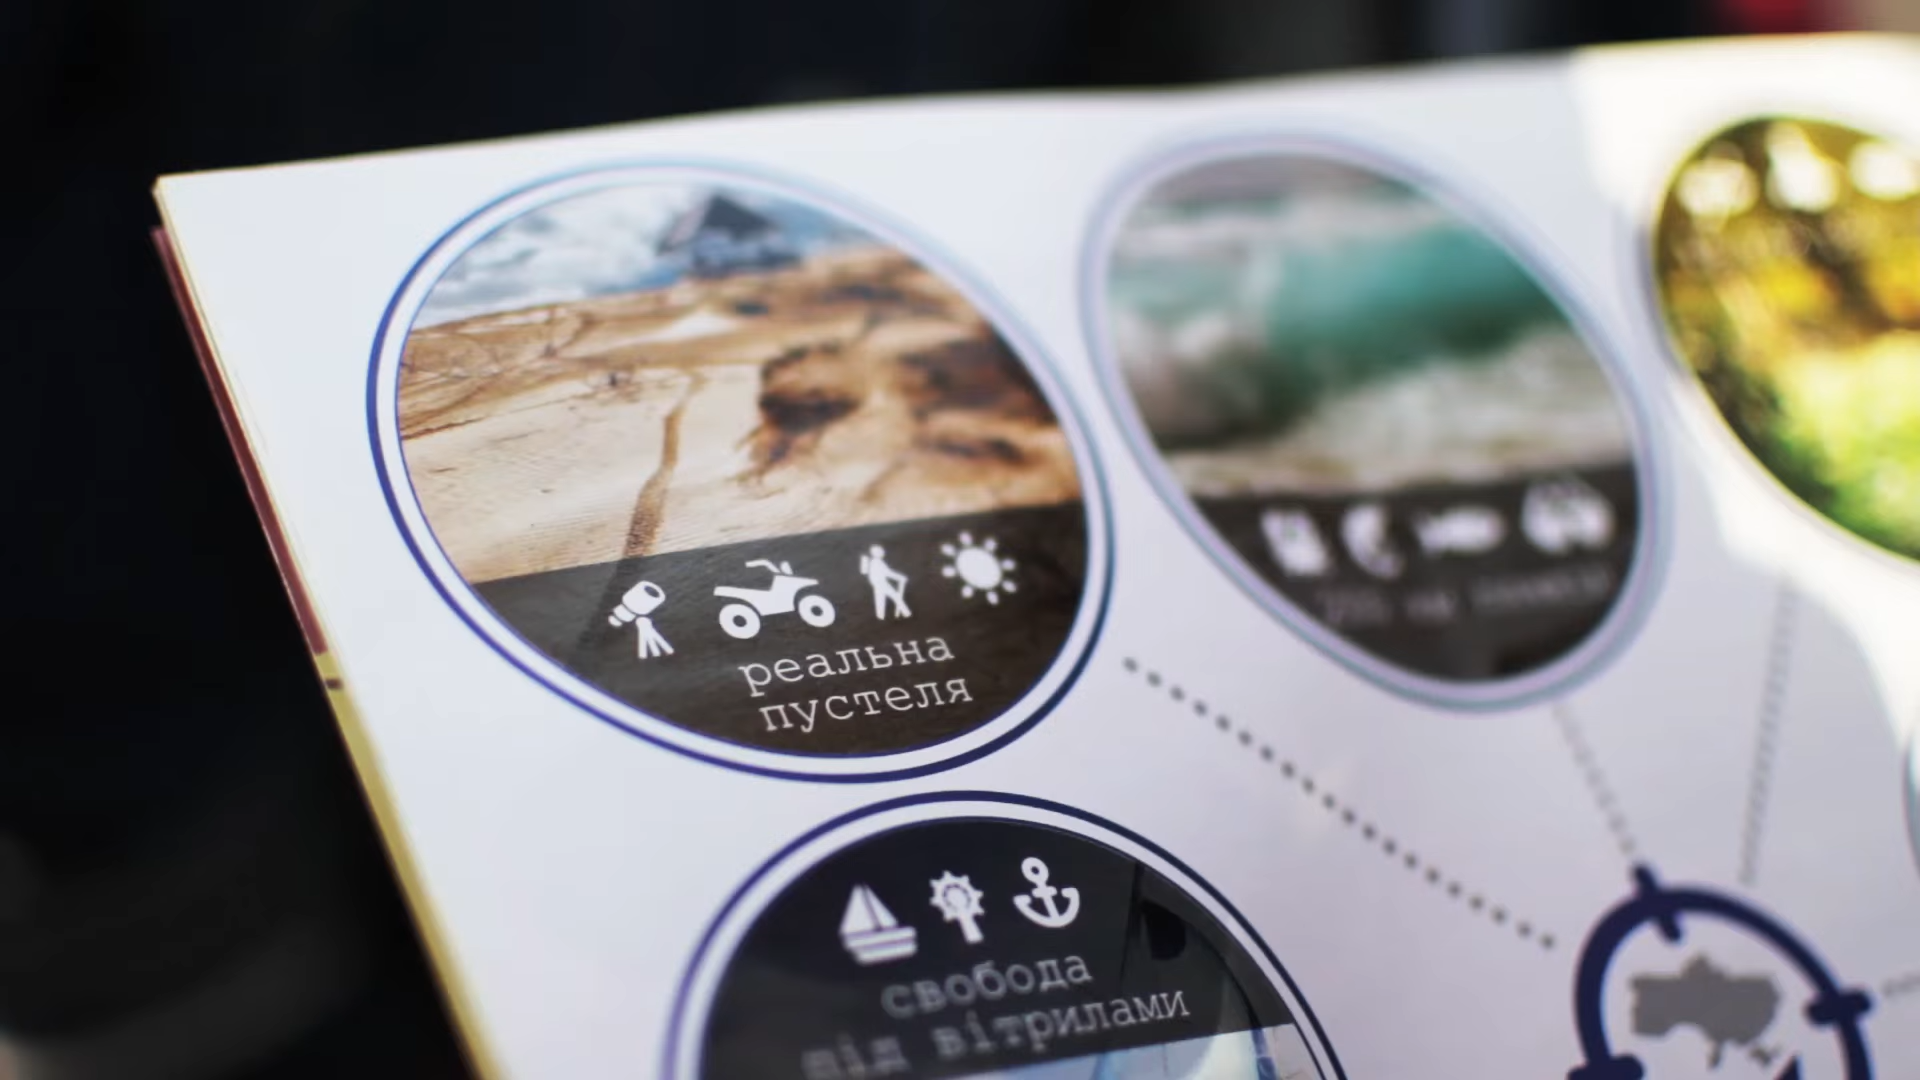 реальна
пустеля
свобода
під вітрилами